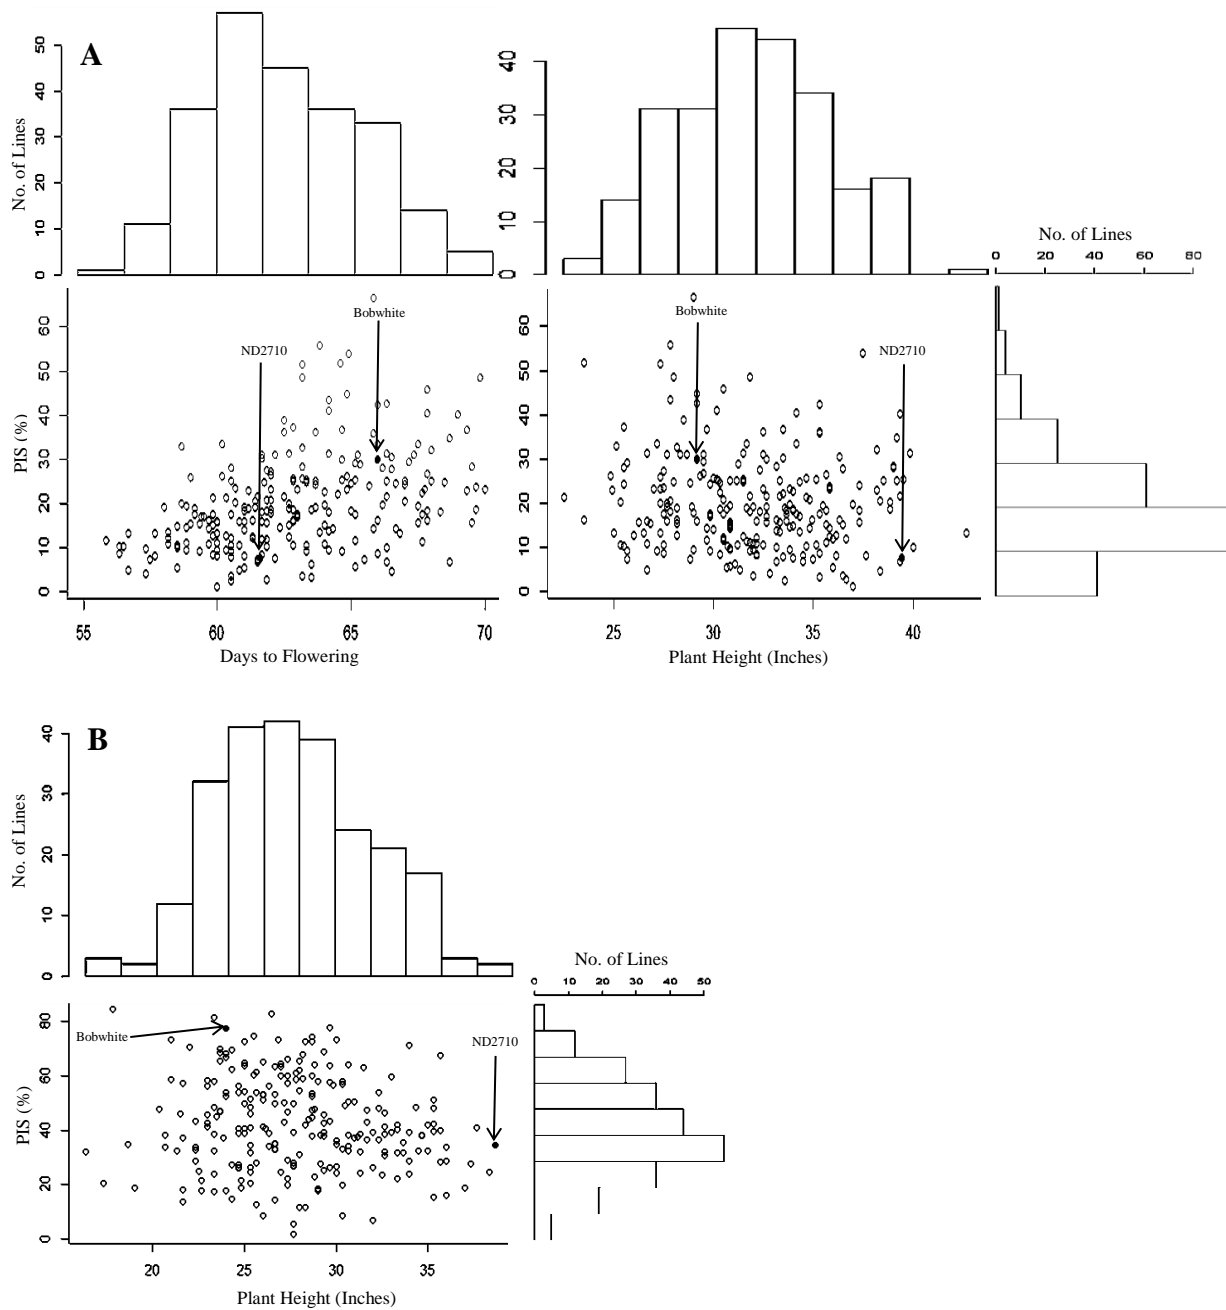 A
No. of Lines
0 10 20 30 40 50
0 10 20 30 40
No. of Lines
0 20 40 60 80
PIS (%)
0 10 20 30 40 50 60
Bobwhite
ND2710
55 60 65 70
Days to Flowering
0 10 20 30 40 50 60
Bobwhite
ND2710
25 30 35 40
Plant Height (Inches)
B
No. of Lines
0 10 20 30 40
No. of Lines
0 10 20 30 40 50
PIS (%)
0 20 40 60 80
Bobwhite
ND2710
20 25 30 35
Plant Height (Inches)